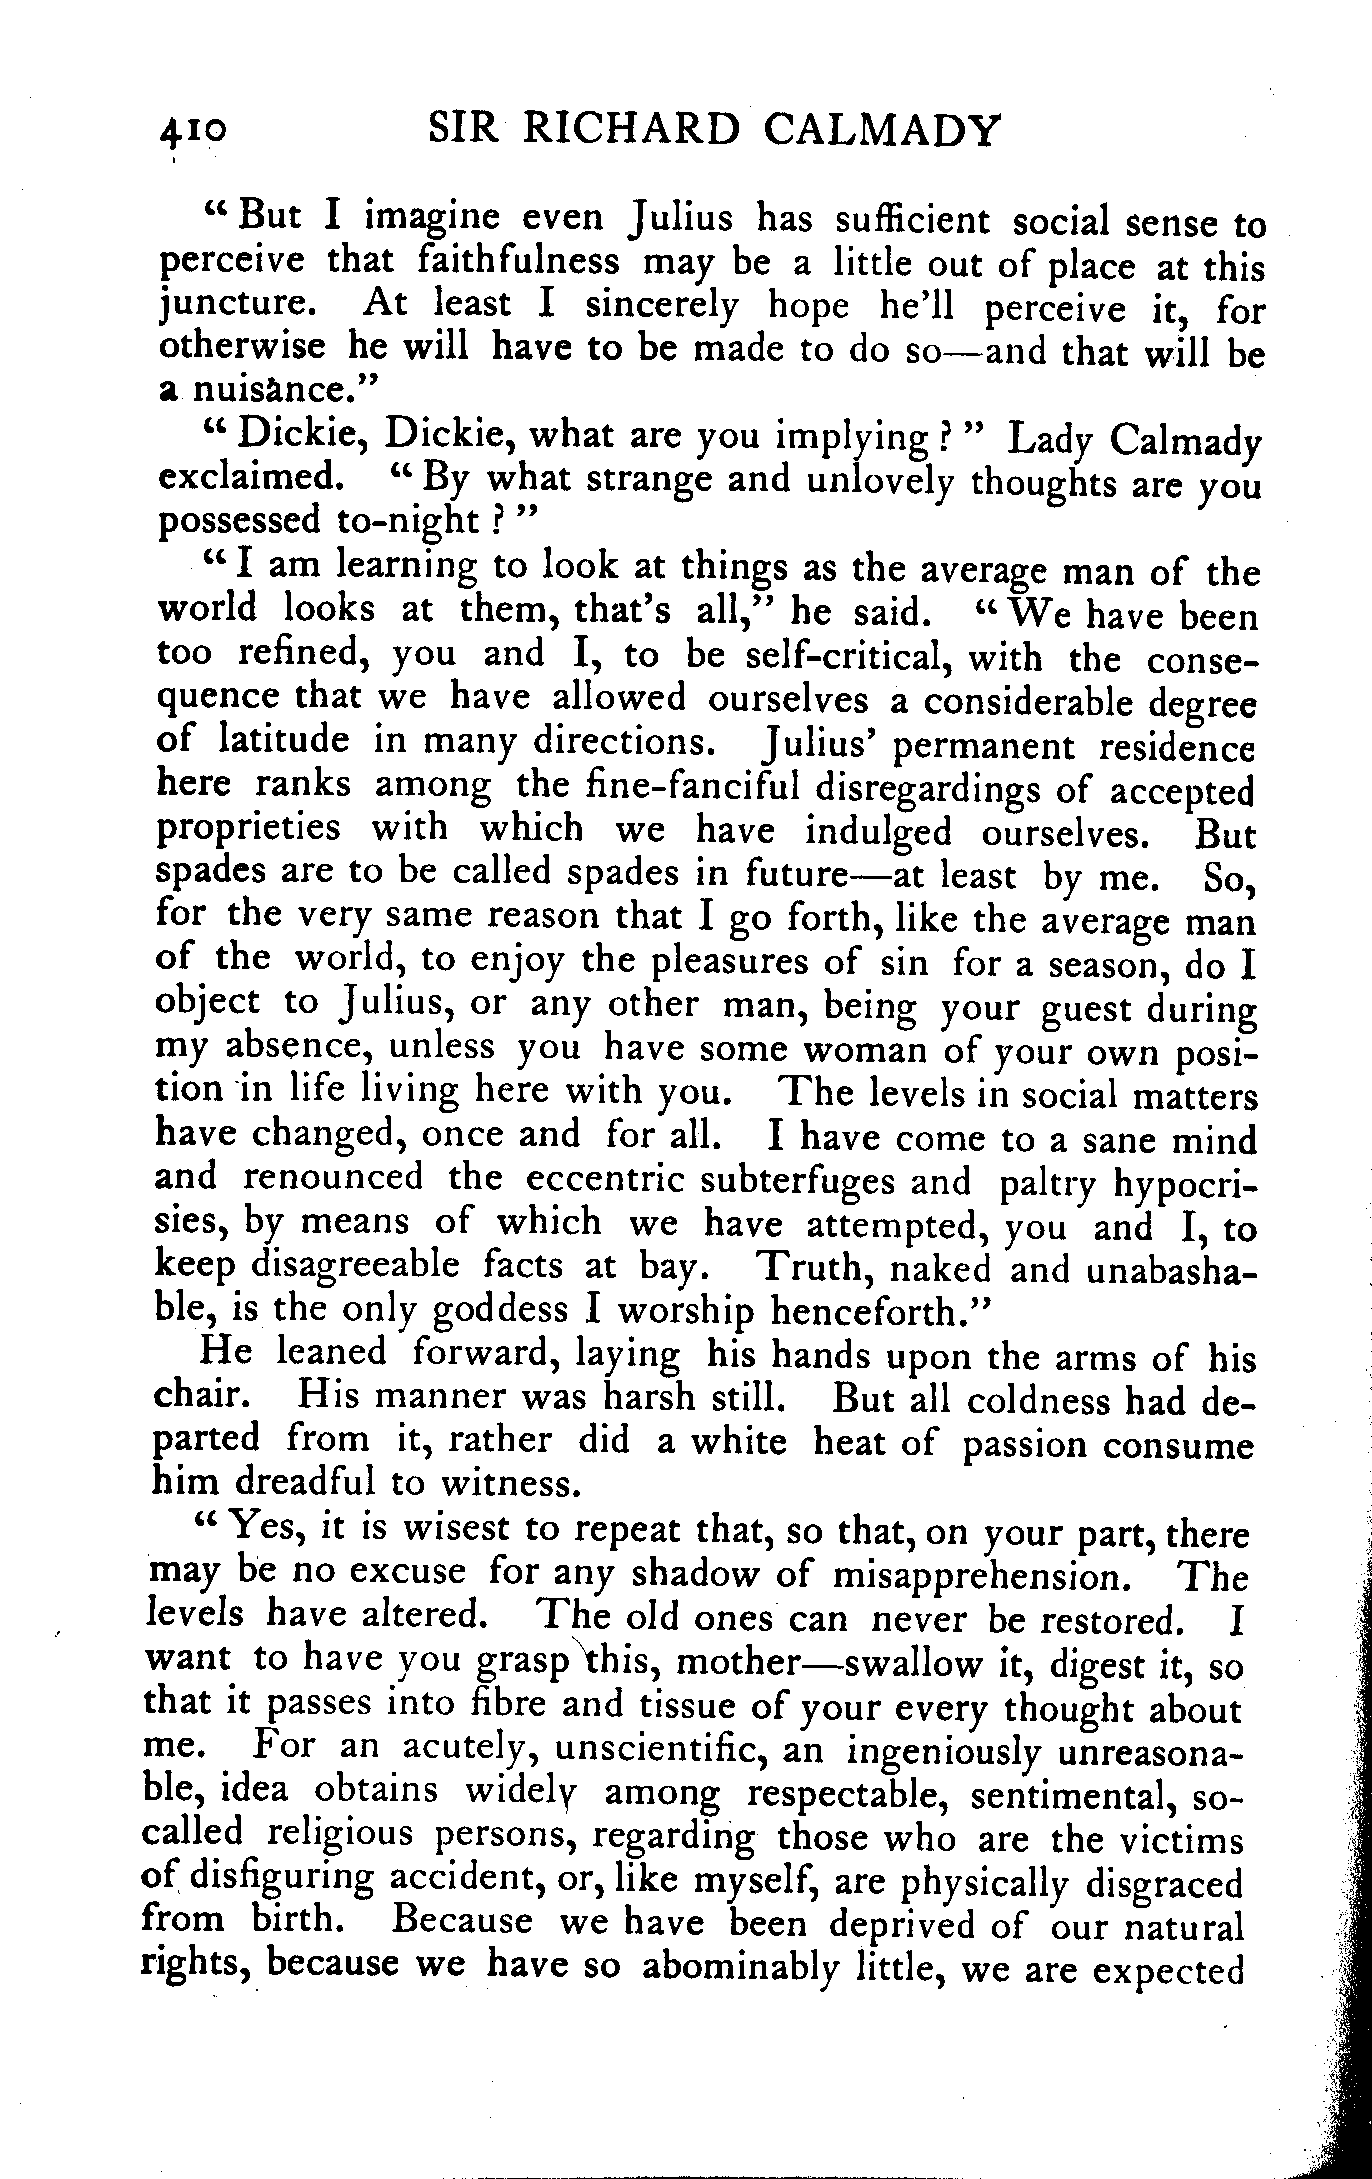 410 SIR RICHARD CALMADY
“ But I imagine even Julius has sufficient social sense to
perceive that faithfulness may be a little out of place at this
juncture. At least I sincerely hope he’ll perceive it, for
otherwise he will have to be made to do so—and that will be
a nuisance.”
“ Dickie, Dickie, what are you implying ? ” Lady Calmady
exclaimed. “ By what strange and unlovely thoughts are you
possessed to-night ? ”
“ I am learning to look at things as the average man of the
world looks at them, that’s all,” he said. “ We have been
too refined, you and I, to be self-critical, with the conse-
quence that we have allowed ourselves a considerable degree
of latitude in many directions. Julius’ permanent residence
here ranks among the fine-fanciful disregardings of accepted
proprieties with which we have indulged ourselves. But
spades are to be called spades in future—at least by me. So,
for the very same reason that I go forth, like the average man
of the world, to enjoy the pleasures of sin for a season, do I
object to Julius, or any other man, being your guest during
my absence, unless you have some woman of your own posi-
tion in life living here with you. The levels in social matters
have changed, once and for all. I have come to a sane mind
and renounced the eccentric subterfuges and paltry hypocri-
sies, by means of which we have attempted, you and I, to
keep disagreeable facts at bay. Truth, naked and unabasha-
ble, is the only goddess I worship henceforth.”
He leaned forward, laying his hands upon the arms of his
chair. His manner was harsh still. But all coldness had de-
parted from it, rather did a white heat of passion consume
him dreadful to witness.
“ Yes, it is wisest to repeat that, so that, on your part, there
may be no excuse for any shadow of misapprehension. The
levels have altered. The old ones can never be restored. I
want to have you grasp this, mother—swallow it, digest it, so
that it passes into fibre and tissue of your every thought about
me. For an acutely, unscientific, an ingeniously unreasona-
ble, idea obtains widely among respectable, sentimental, so-
called religious persons, regarding those who are the victims
of disfiguring accident, or, like myself, are physically disgraced
from birth. Because we have been deprived of our natural
rights, because we have so abominably little, we are expected